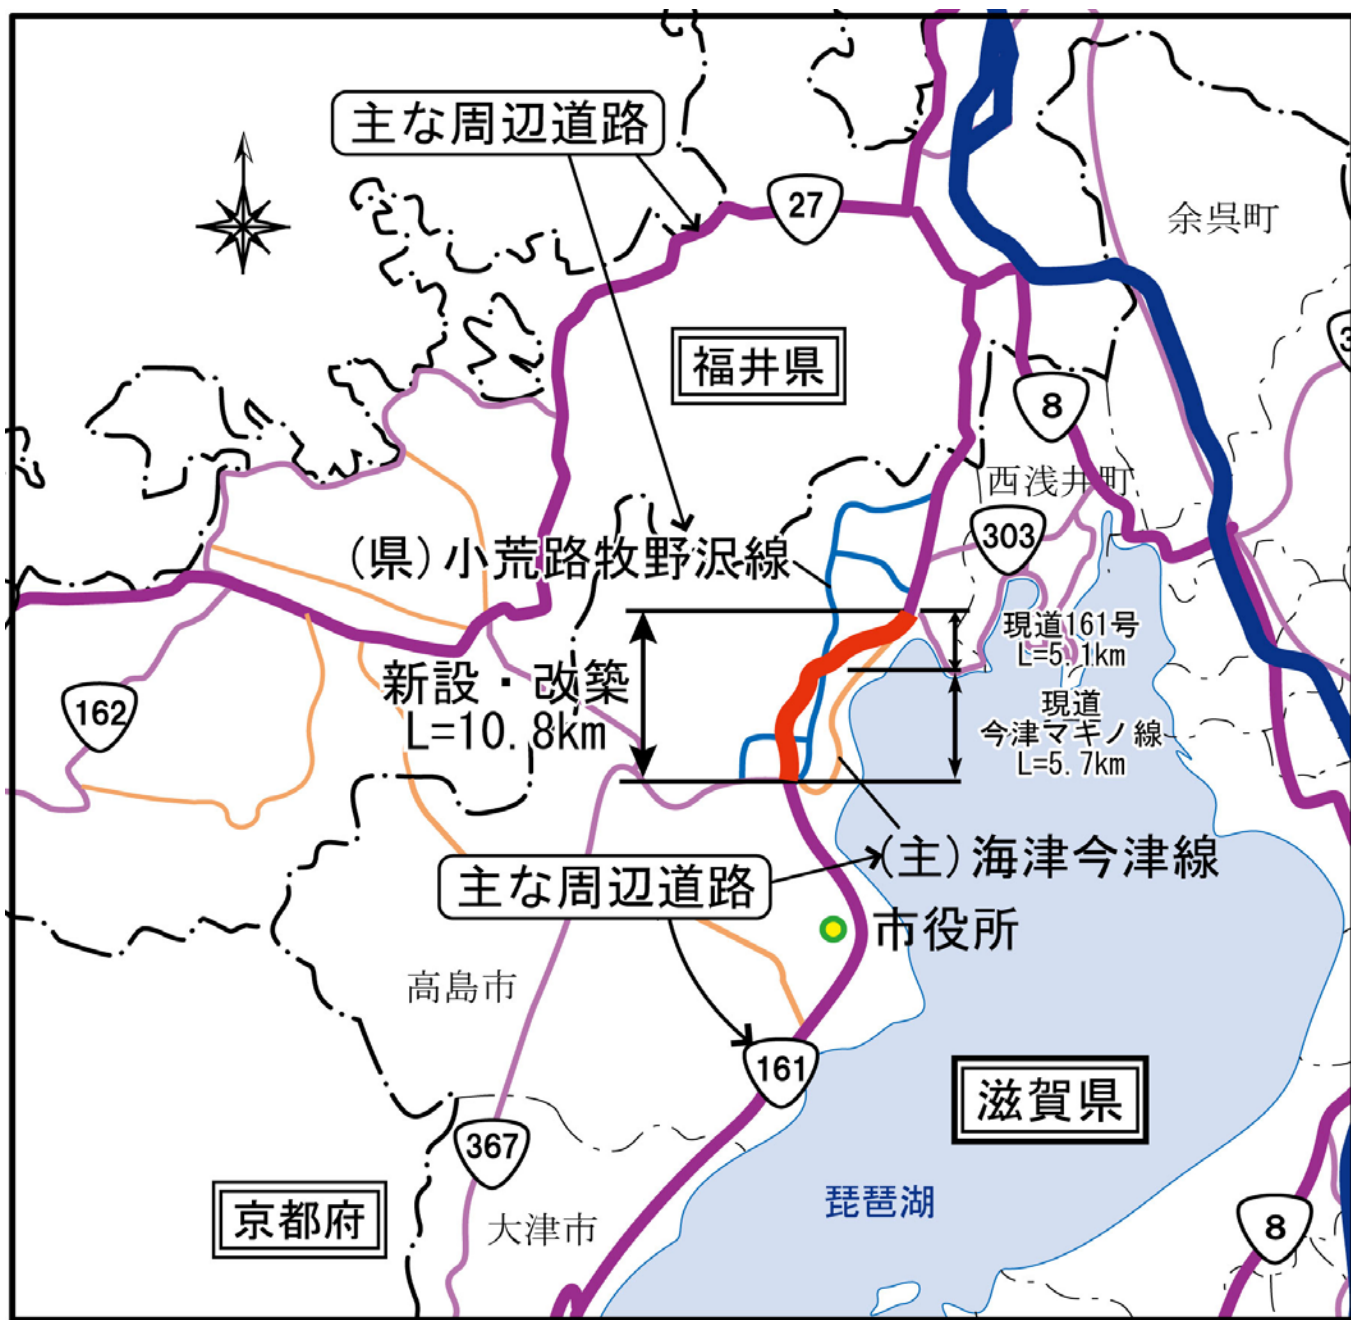 主な周辺道路
27
余呉町
福井県
3
8
西浅井町
303
(県)小荒路牧野沢線
現道161号
L=5.1km
新設・改築
L=10.8km
162
現道
今津マキノ線
L=5.7km
(主)海津今津線
主な周辺道路
市役所
高島市
161
滋賀県
367
京都府
大津市
琵琶湖
8